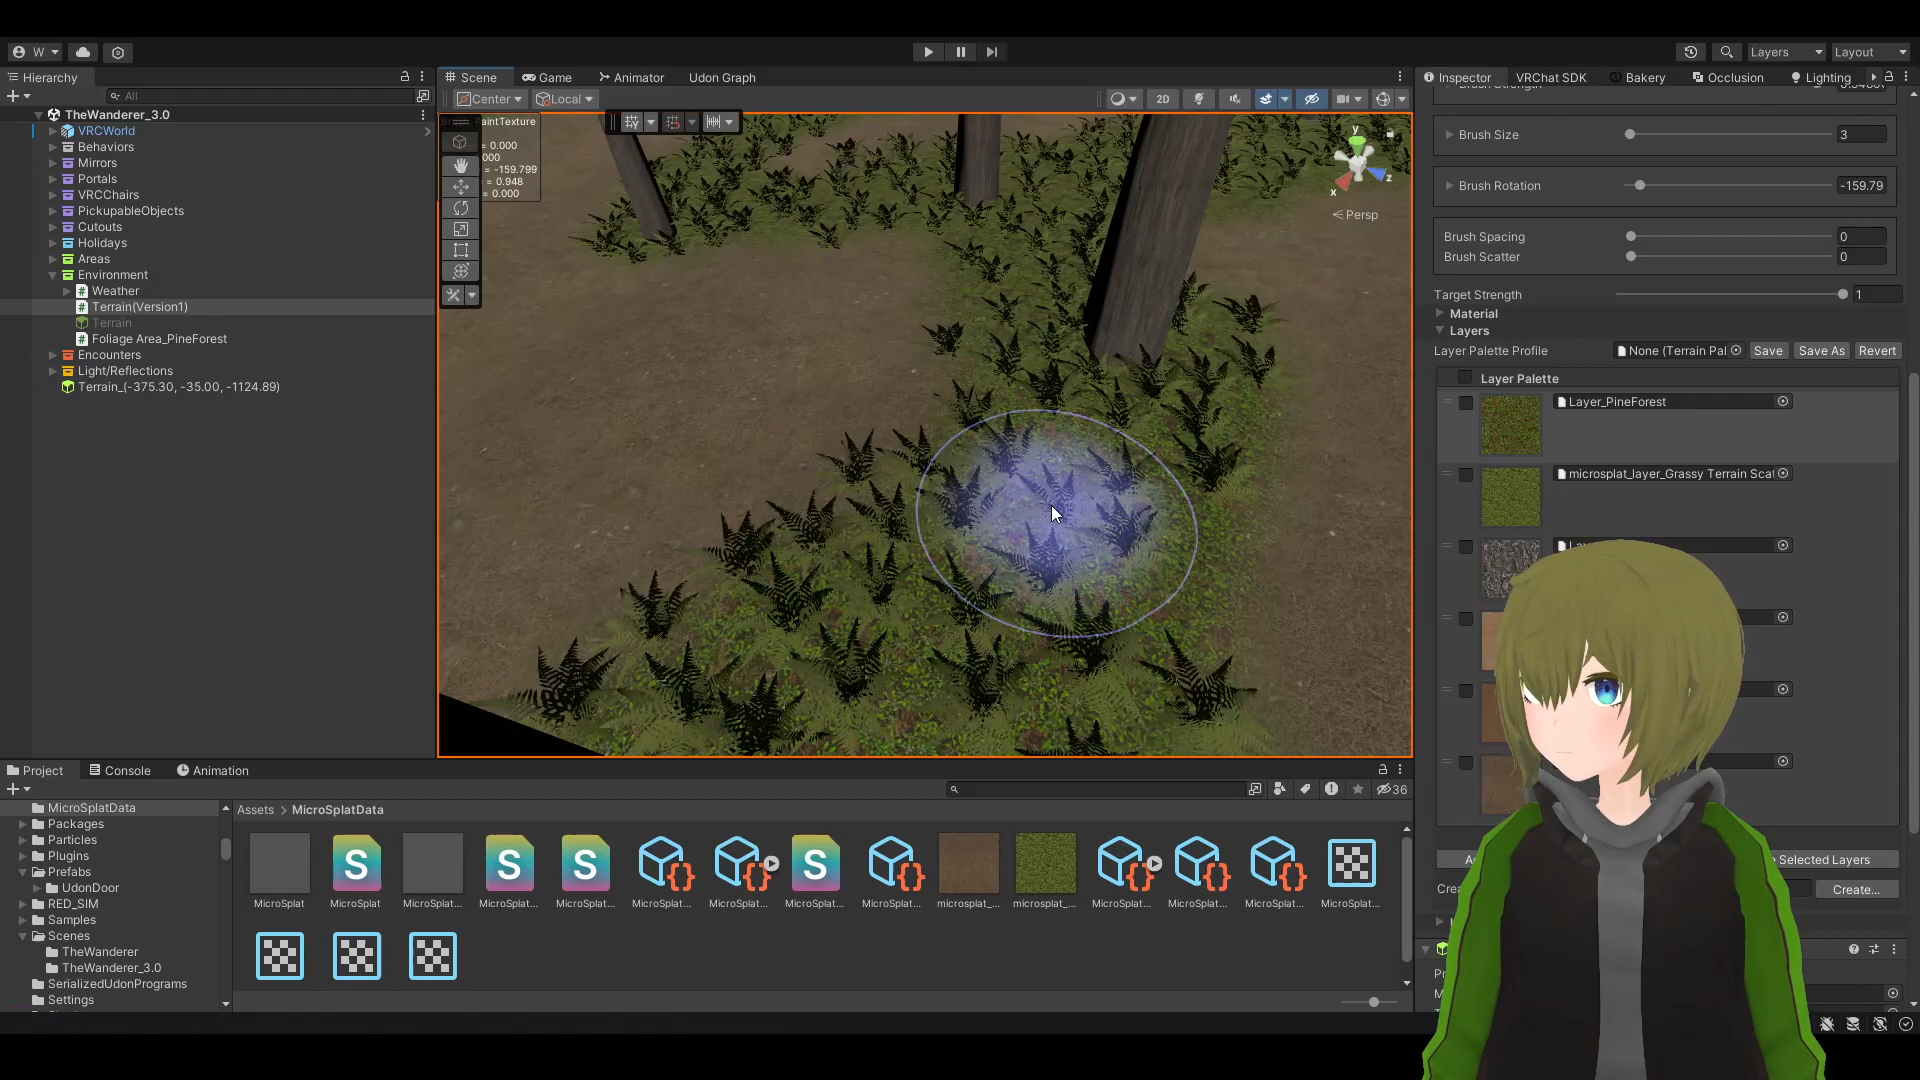 W
Layers
Layout
Hierarchy
All
TheWanderer_3.0
VRCWorld
Behaviors
Mirrors
Portals
VRCChairs
PickupableObjects
Cutouts
Holidays
Areas
Environment
Weather
Terrain(Version1)
Terrain
Foliage Area_PineForest
Encounters
Light/Reflections
Terrain_(-375.30, -35.00, -1124.89)
Scene
Game
Animator
Udon Graph
Center
Local
2D
PaintTexture
= 0.000
000
= -159.799
= 0.948
= 0.000
y
x
z
Persp
Inspector
VRChat SDK
Bakery
Occlusion
Lighting
Brush Strength
Brush Size
3
Brush Rotation
-159.79
Brush Spacing
0
Brush Scatter
0
Target Strength
1
Material
Layers
Layer Palette Profile
None (Terrain Pal
Save
Save As
Revert
Layer Palette
Layer_PineForest
microsplat_layer_Grassy Terrain Scat
Selected Layers
Create...
Project
Console
Animation
36
MicroSplatData
Packages
Particles
Plugins
Prefabs
UdonDoor
RED_SIM
Samples
Scenes
TheWanderer
TheWanderer_3.0
SerializedUdonPrograms
Settings
Assets > MicroSplatData
MicroSplat
MicroSplat
MicroSplat...
MicroSplat...
MicroSplat...
MicroSplat...
MicroSplat...
MicroSplat...
MicroSplat...
microsplat_...
microsplat_...
MicroSplat...
MicroSplat...
MicroSplat...
MicroSplat...